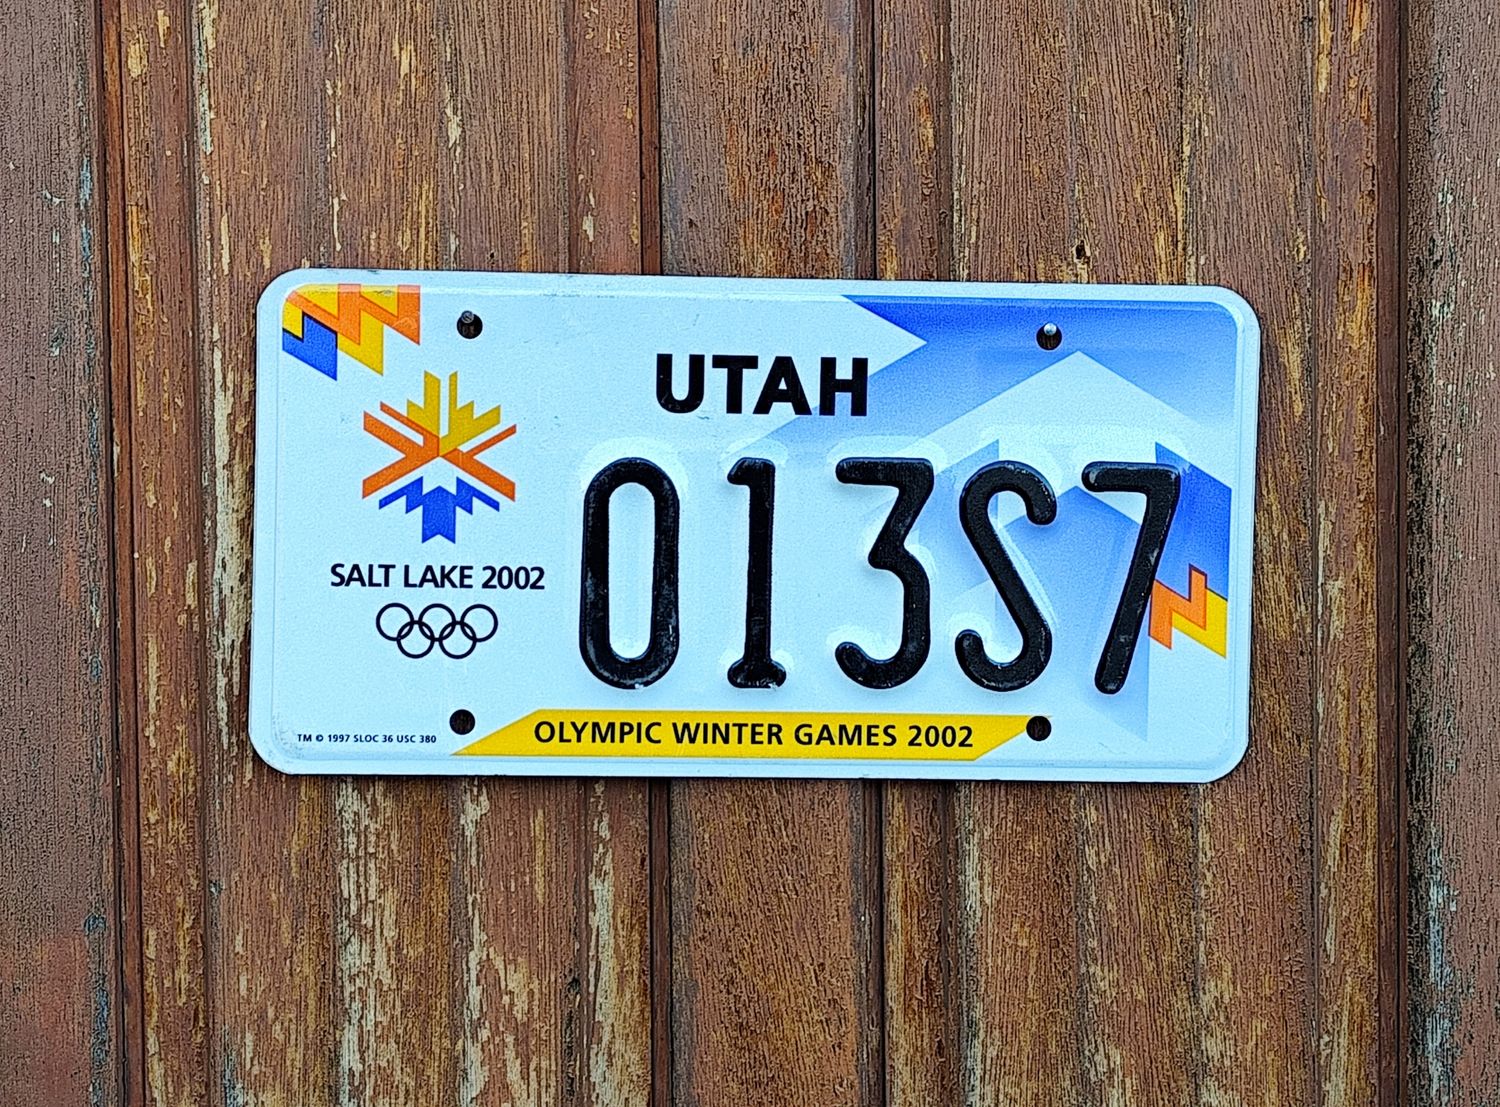 UTAH
013S7
SALT LAKE 2002
TM © 1997 SLOC 36 USC 380
OLYMPIC WINTER GAMES 2002